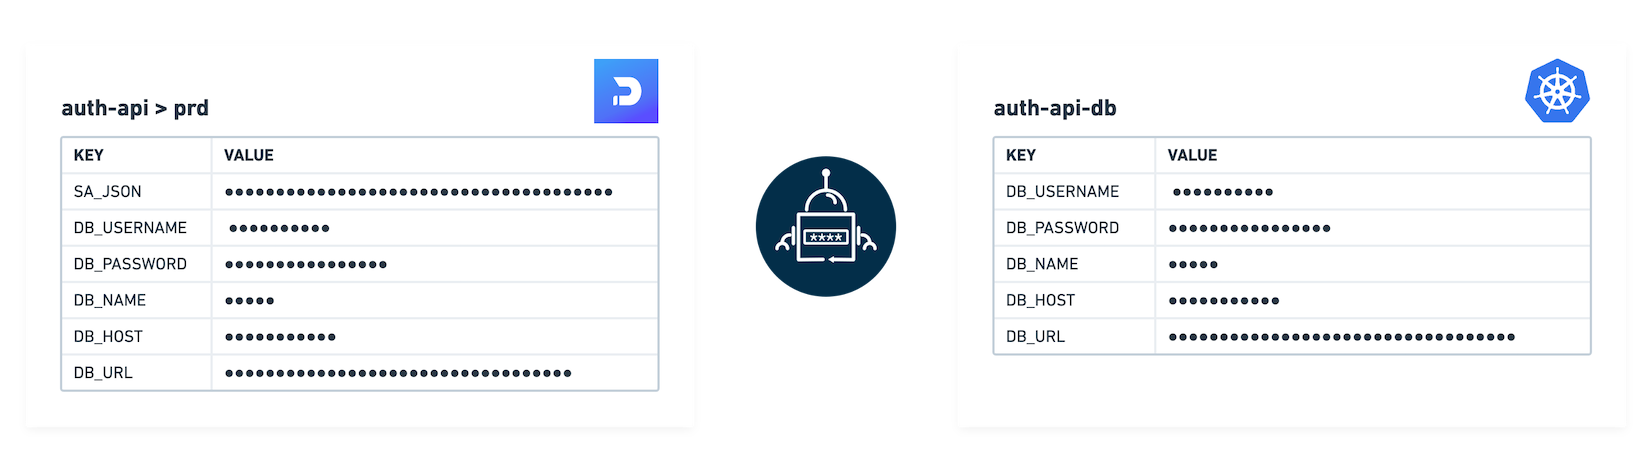 auth-api > prd
KEY VALUE
SA_JSON ••••••••••••••••••••••••••••••••••••••
DB_USERNAME ••••••••••
DB_PASSWORD ••••••••••••••••
DB_NAME •••••
DB_HOST •••••••••••
DB_URL ••••••••••••••••••••••••••••••••••
****
auth-api-db
KEY VALUE
DB_USERNAME ••••••••••
DB_PASSWORD ••••••••••••••••
DB_NAME •••••
DB_HOST •••••••••••
DB_URL ••••••••••••••••••••••••••••••••••